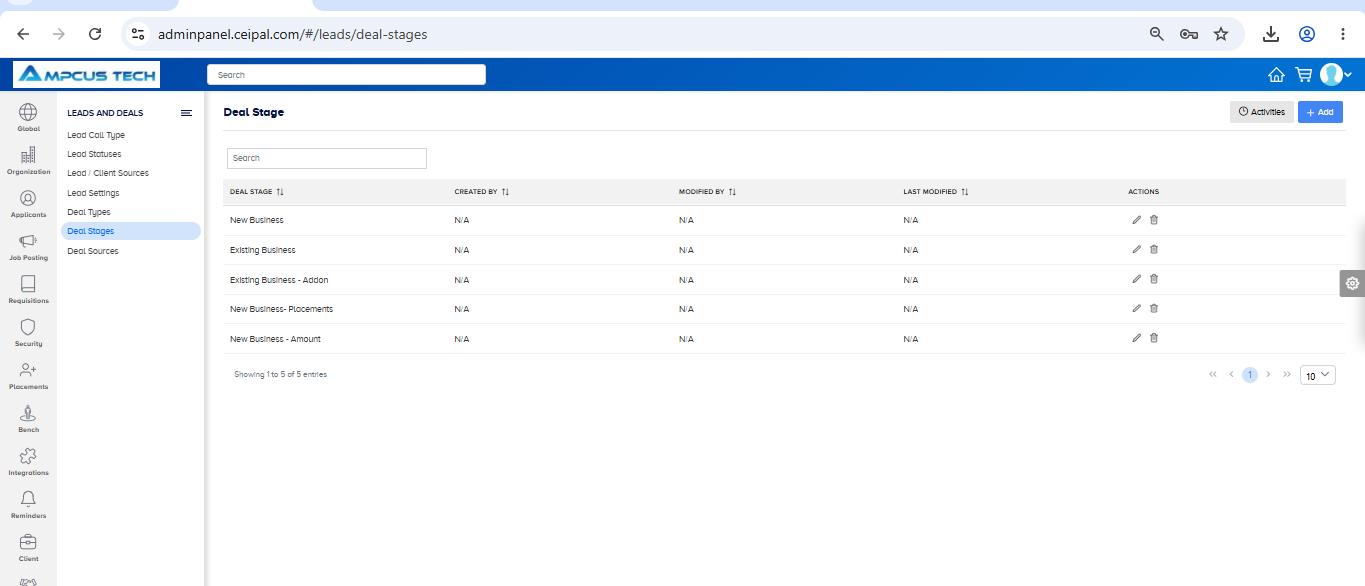 adminpanel.ceipal.com/#/leads/deal-stages
AMPCUS TECH
Search
Global
Organization
Applicants
Job Posting
Requisitions
Security
Placements
Bench
Integrations
Reminders
Client
LEADS AND DEALS
Lead Call Type
Lead Statuses
Lead / Client Sources
Lead Settings
Deal Types
Deal Stages
Deal Sources
Deal Stage
Activities
+ Add
Search
DEAL STAGE CREATED BY MODIFIED BY LAST MODIFIED ACTIONS
New Business N/A N/A N/A
Existing Business N/A N/A N/A
Existing Business - Addon N/A N/A N/A
New Business- Placements N/A N/A N/A
New Business - Amount N/A N/A N/A
Showing 1 to 5 of 5 entries
« ‹ 1 › » 10